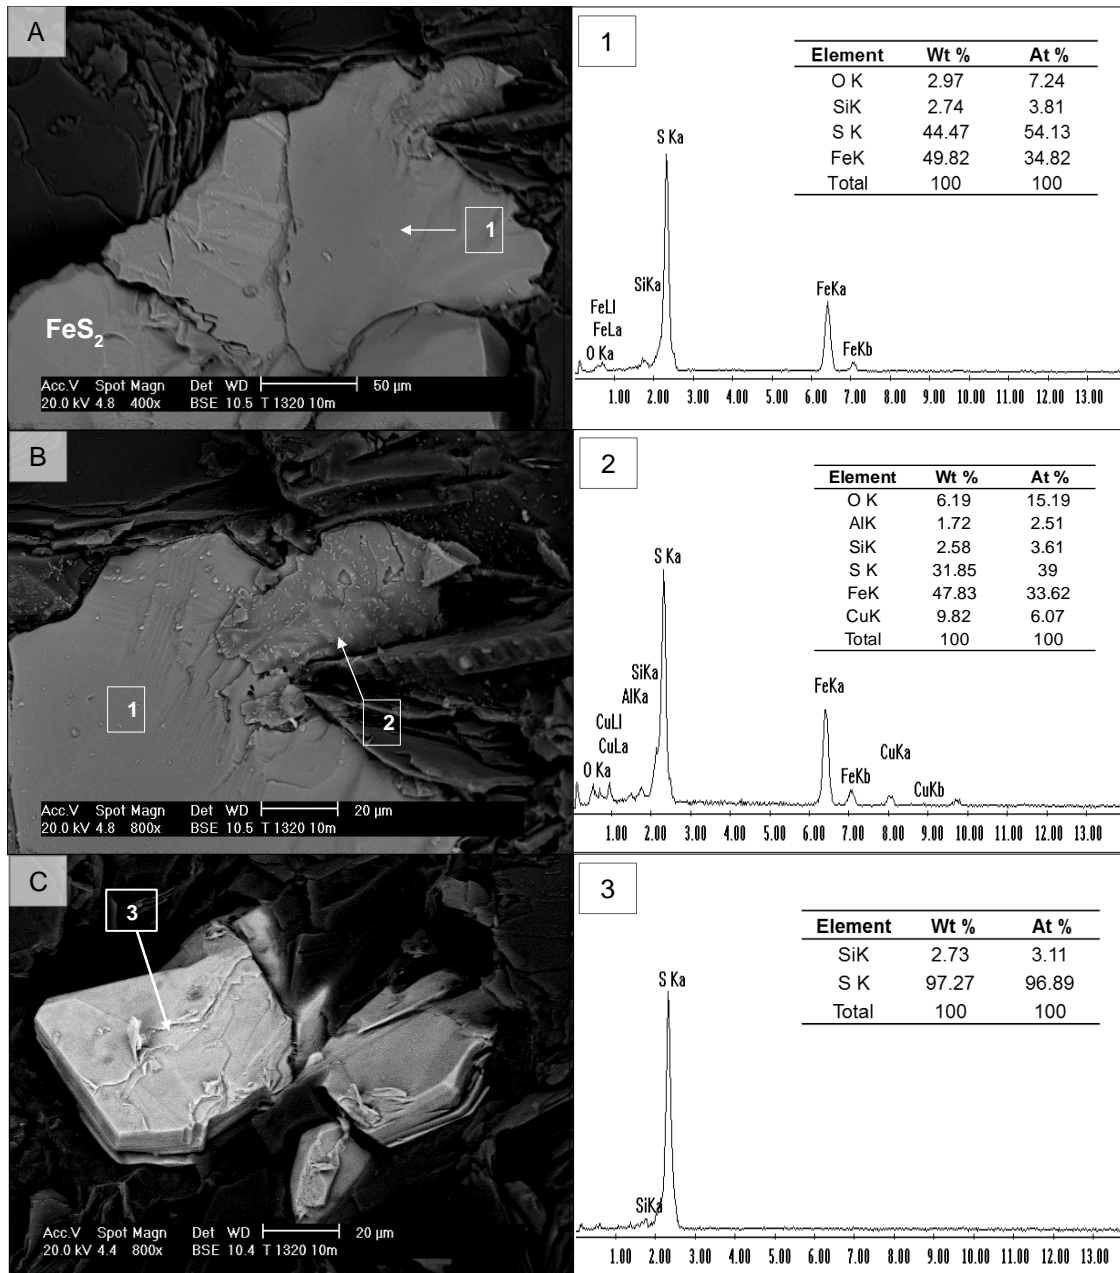 A
1
FeS2
Acc.V Spot Magn Det WD 50 µm
20.0 kV 4.8 400x BSE 10.5 T 1320 10m
1
Element Wt % At %
O K 2.97 7.24
SiK 2.74 3.81
S K 44.47 54.13
FeK 49.82 34.82
Total 100 100
S Ka
SiKa
FeLl
FeLa
O Ka
FeKa
FeKb
1.00 2.00 3.00 4.00 5.00 6.00 7.00 8.00 9.00 10.00 11.00 12.00 13.00
B
1
2
Acc.V Spot Magn Det WD 20 µm
20.0 kV 4.8 800x BSE 10.5 T 1320 10m
2
Element Wt % At %
O K 6.19 15.19
AlK 1.72 2.51
SiK 2.58 3.61
S K 31.85 39
FeK 47.83 33.62
CuK 9.82 6.07
Total 100 100
S Ka
SiKa
AlKa
CuLl
CuLa
O Ka
FeKa
FeKb
CuKa
CuKb
1.00 2.00 3.00 4.00 5.00 6.00 7.00 8.00 9.00 10.00 11.00 12.00 13.00
C
3
Acc.V Spot Magn Det WD 20 µm
20.0 kV 4.4 800x BSE 10.4 T 1320 10m
3
Element Wt % At %
SiK 2.73 3.11
S K 97.27 96.89
Total 100 100
S Ka
SiKa
1.00 2.00 3.00 4.00 5.00 6.00 7.00 8.00 9.00 10.00 11.00 12.00 13.00